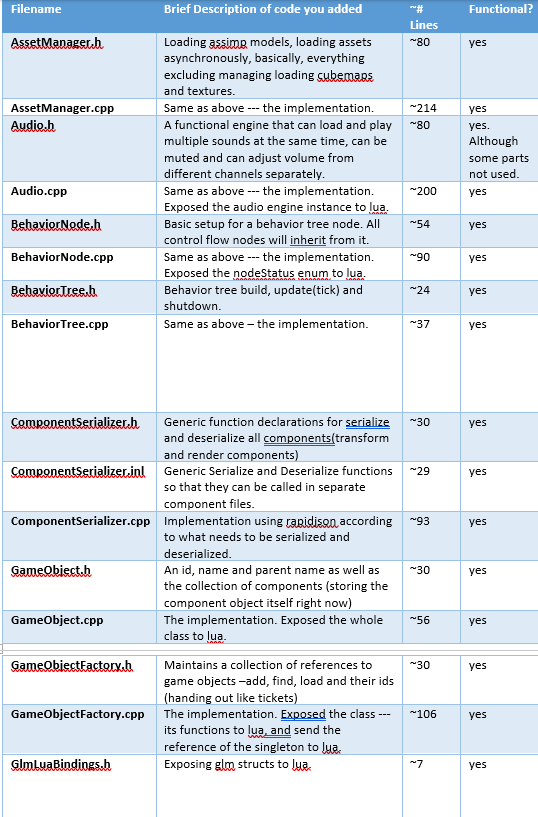 Filename Brief Description of code you added ~# Functional?
Lines
AssetManager.h Loading assimp models, loading assets ~80 yes
asynchronously, basically, everything
excluding managing loading cubemaps
and textures.
AssetManager.cpp Same as above --- the implementation. ~214 yes
Audio.h A functional engine that can load and play ~80 yes.
multiple sounds at the same time, can be Although
muted and can adjust volume from some parts
different channels separately. not used.
Audio.cpp Same as above --- the implementation. ~200 yes
Exposed the audio engine instance to lua.
BehaviorNode.h Basic setup for a behavior tree node. All ~54 yes
control flow nodes will inherit from it.
BehaviorNode.cpp Same as above --- the implementation. ~90 yes
Exposed the nodeStatus enum to lua.
BehaviorTree.h Behavior tree build, update(tick) and ~24 yes
shutdown.
BehaviorTree.cpp Same as above – the implementation. ~37 yes
ComponentSerializer.h Generic function declarations for serialize ~30 yes
and deserialize all components(transform
and render components)
ComponentSerializer.inl Generic Serialize and Deserialize functions ~29 yes
so that they can be called in separate
component files.
ComponentSerializer.cpp Implementation using rapidjson according ~93 yes
to what needs to be serialized and
deserialized.
GameObject.h An id, name and parent name as well as ~30 yes
the collection of components (storing the
component object itself right now)
GameObject.cpp The implementation. Exposed the whole ~56 yes
class to lua.
GameObjectFactory.h Maintains a collection of references to ~30 yes
game objects –add, find, load and their ids
(handing out like tickets)
GameObjectFactory.cpp The implementation. Exposed the class --- ~106 yes
its functions to lua, and send the
reference of the singleton to lua.
GlmLuaBindings.h Exposing glm structs to lua. ~7 yes